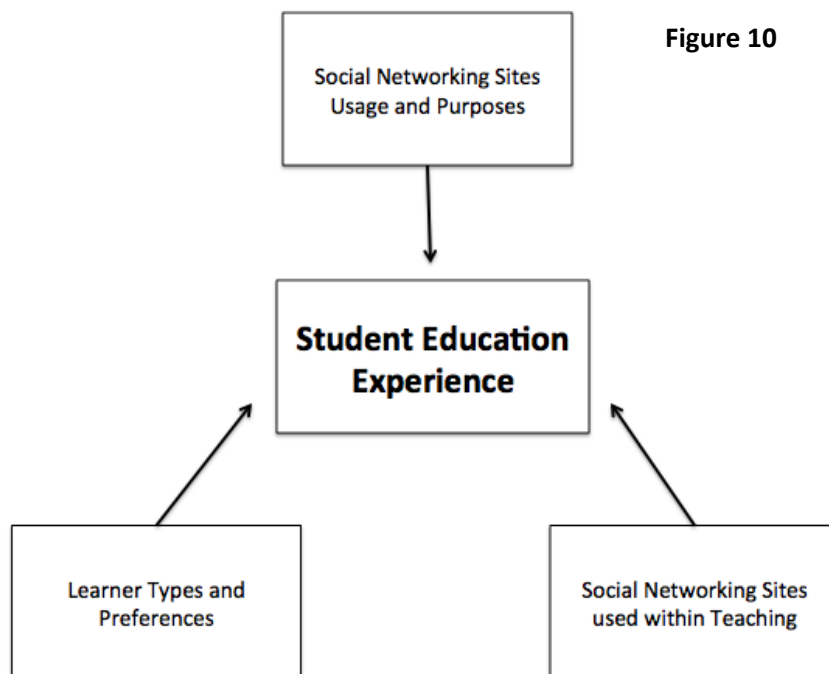 Figure 10
Social Networking Sites
Usage and Purposes
Student Education
Experience
Learner Types and
Preferences
Social Networking Sites
used within Teaching